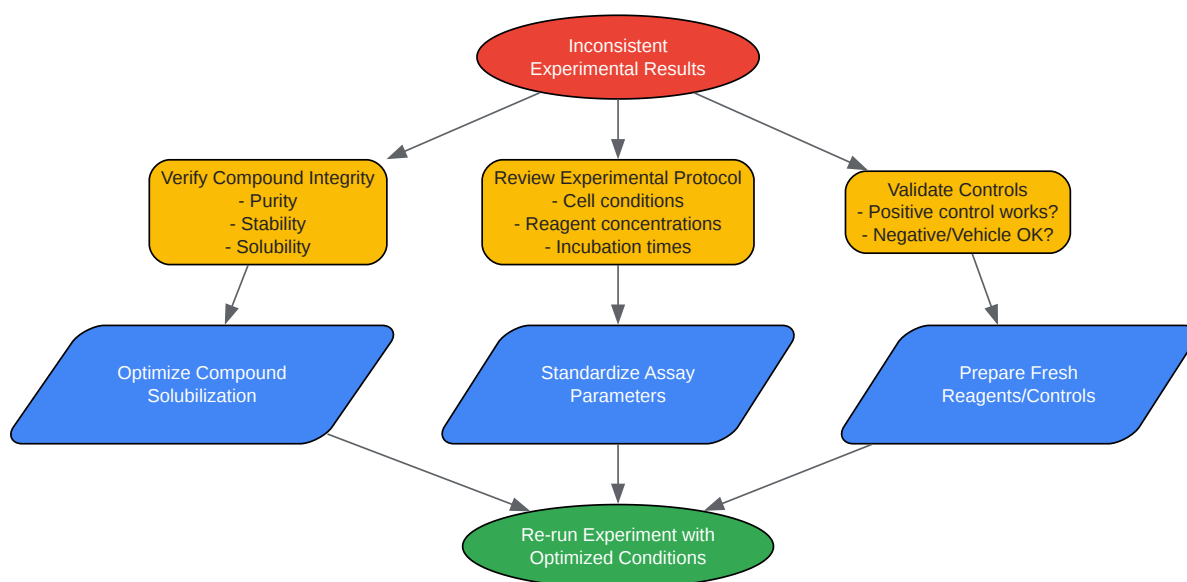 Inconsistent
Experimental Results
Verify Compound Integrity
- Purity
- Stability
- Solubility
Review Experimental Protocol
- Cell conditions
- Reagent concentrations
- Incubation times
Validate Controls
- Positive control works?
- Negative/Vehicle OK?
Optimize Compound
Solubilization
Standardize Assay
Parameters
Prepare Fresh
Reagents/Controls
Re-run Experiment with
Optimized Conditions